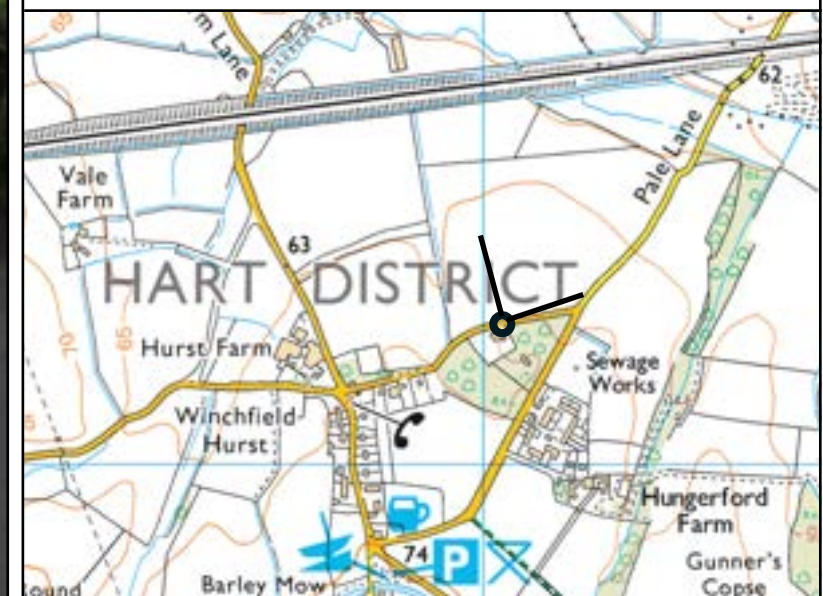 m Lane
62
Pale Lane
Vale
Farm
63
HART DISTRICT
70
65
Hurst Farm
Sewage
Works
Winchfield
Hurst
Hungerford
Farm
74
P
Gunner's
Copse
Barley Mow
ound